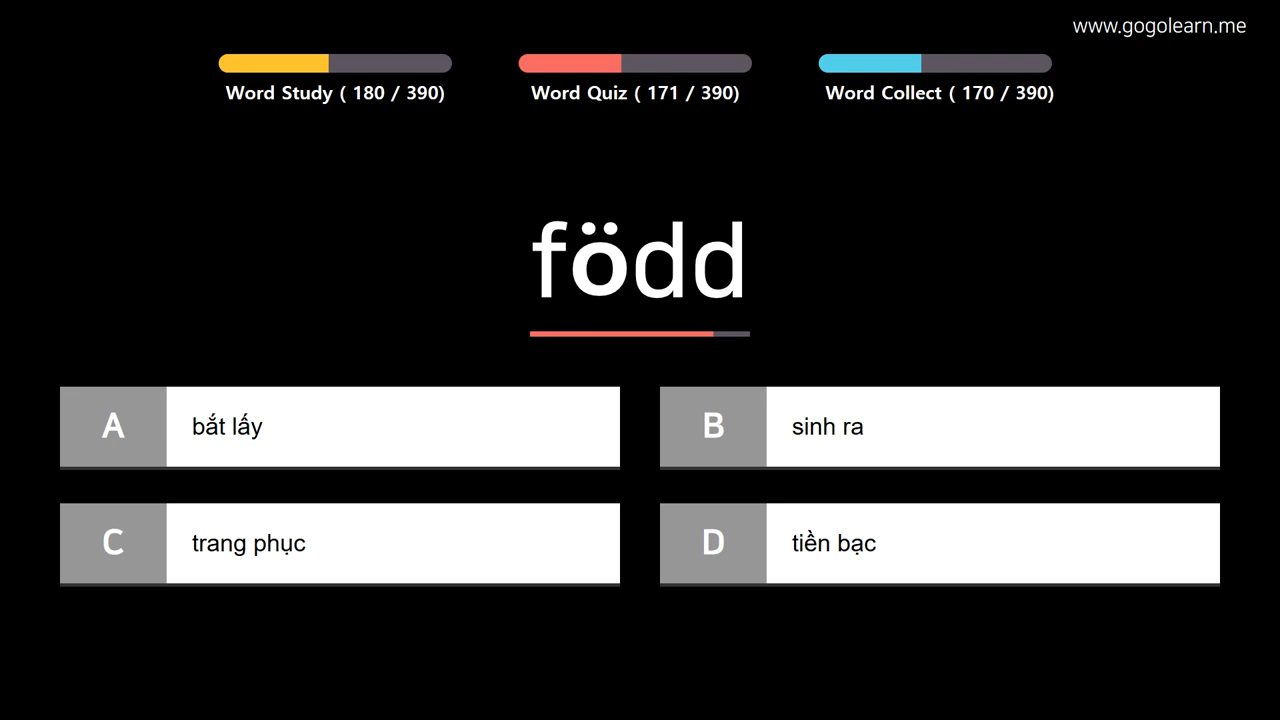 www.gogolearn.me
Word Study ( 180 / 390)
Word Quiz ( 171 / 390)
Word Collect ( 170 / 390)
född
A
bắt lấy
B
sinh ra
C
trang phục
D
tiền bạc